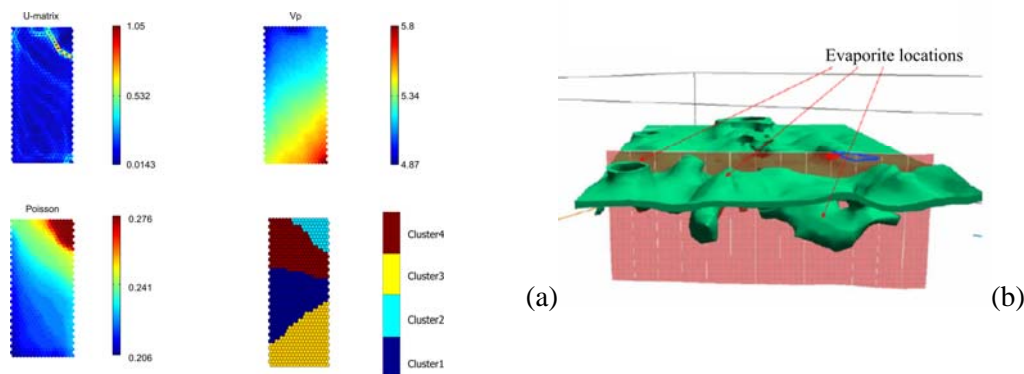 U-matrix
1.05
0.532
0.0143
Vp
5.8
5.34
4.87
Poisson
0.276
0.241
0.206
Cluster4
Cluster3
Cluster2
Cluster1
(a)
Evaporite locations
(b)